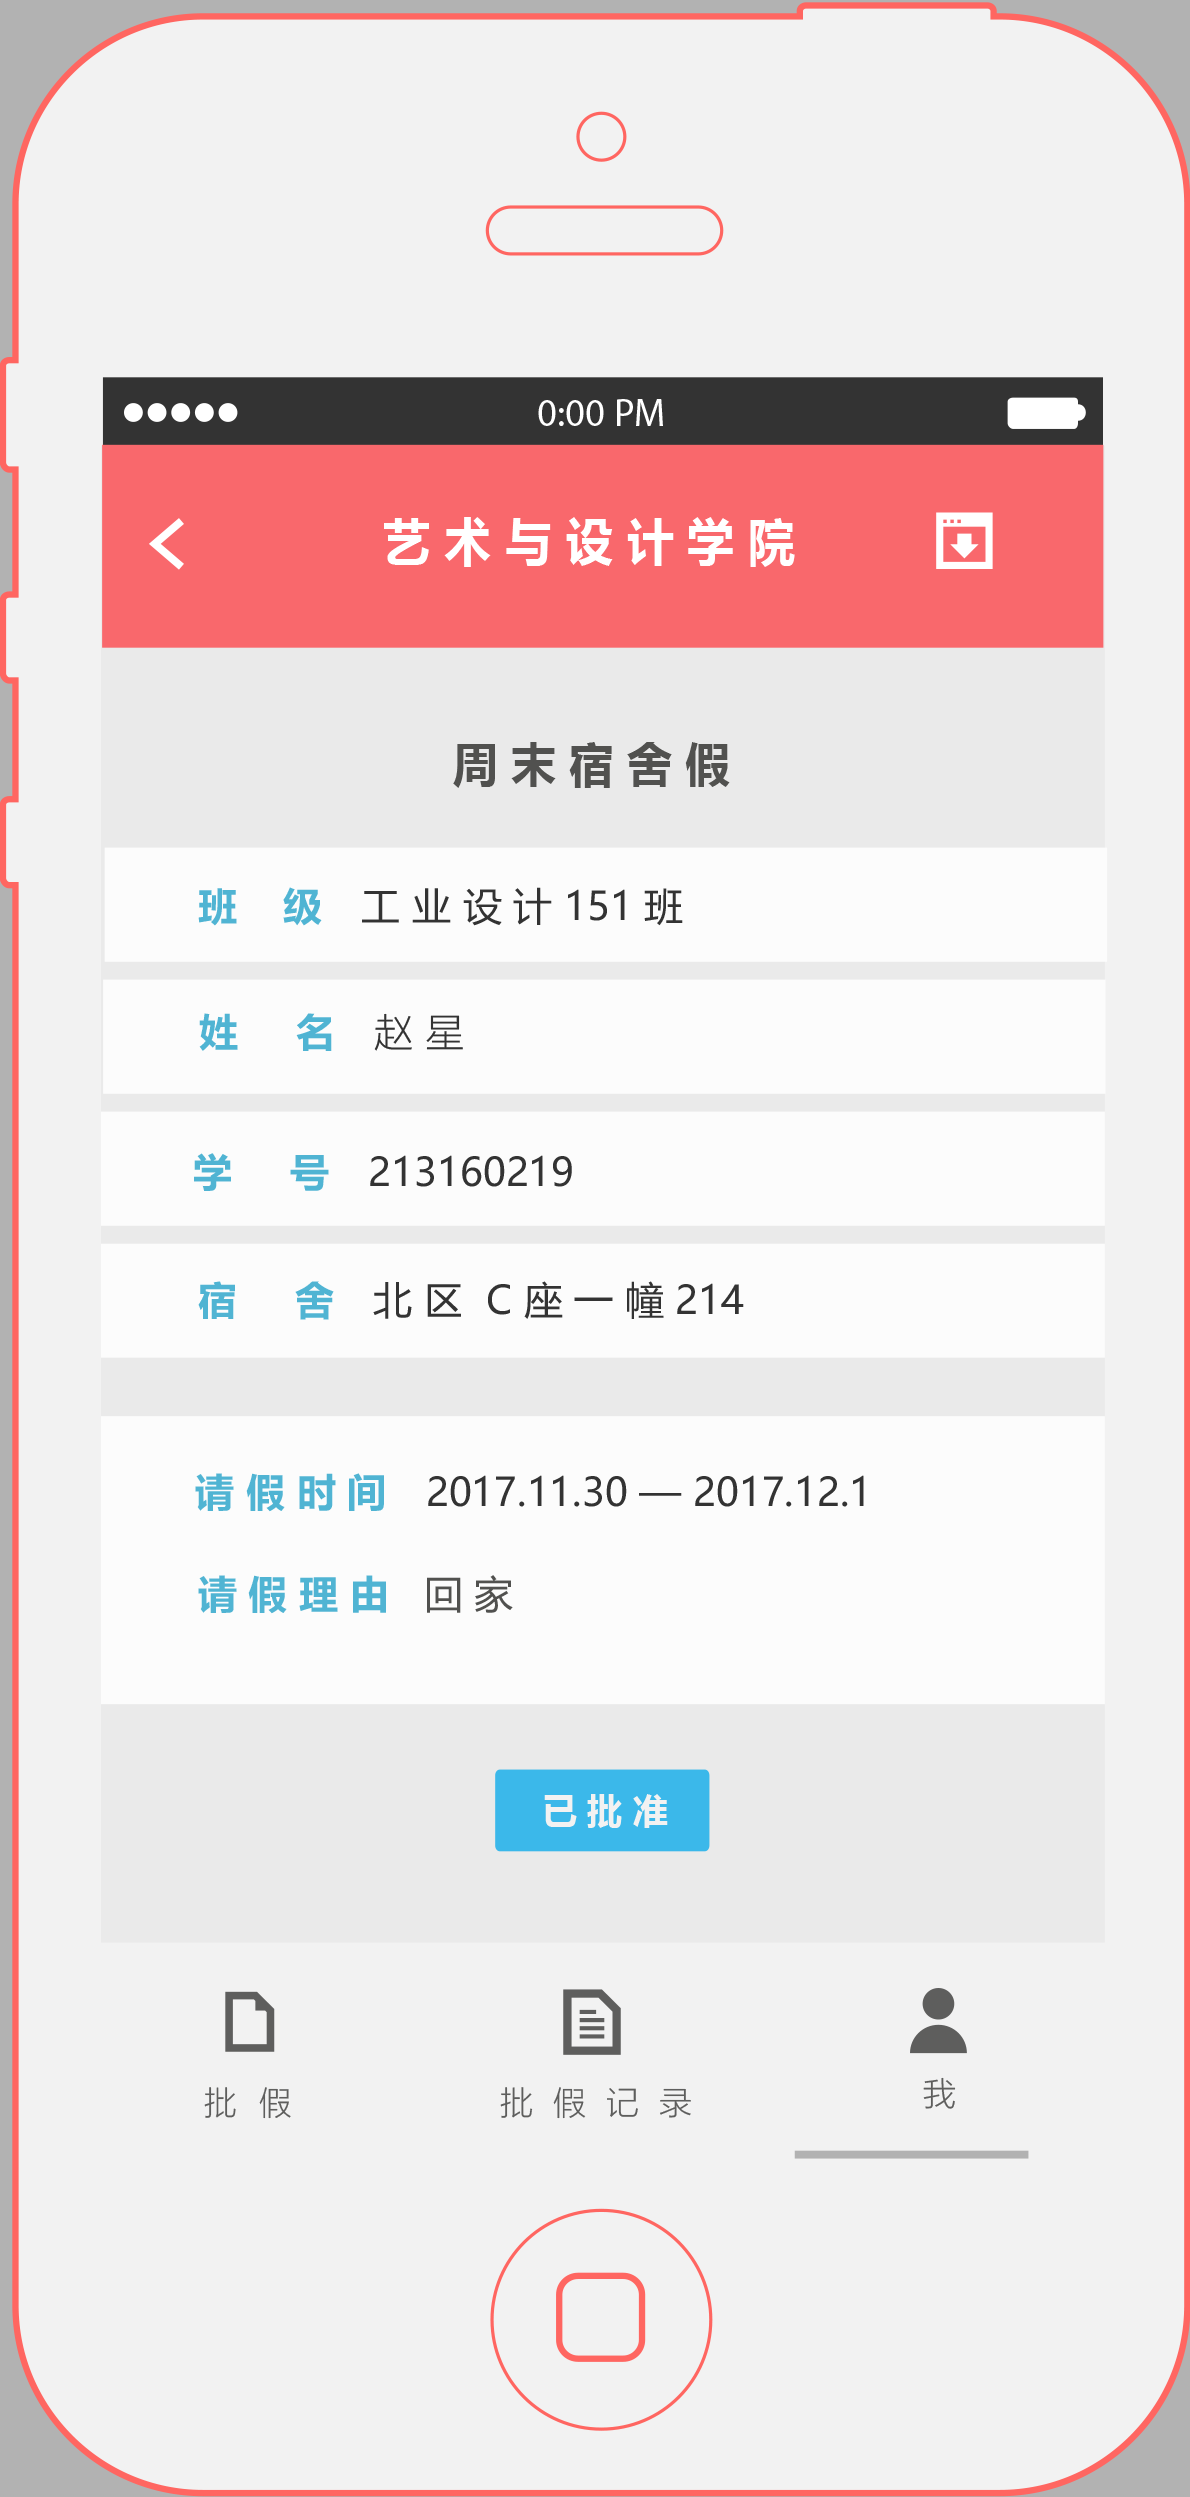 0:00 PM
艺术与设计学院
周末宿舍假
班 级 工业设计151班
姓 名 赵星
学 号 213160219
宿 舍 北区 C座一幢214
请假时间 2017.11.30 — 2017.12.1
请假理由 回家
已批准
批假 批假记录 我